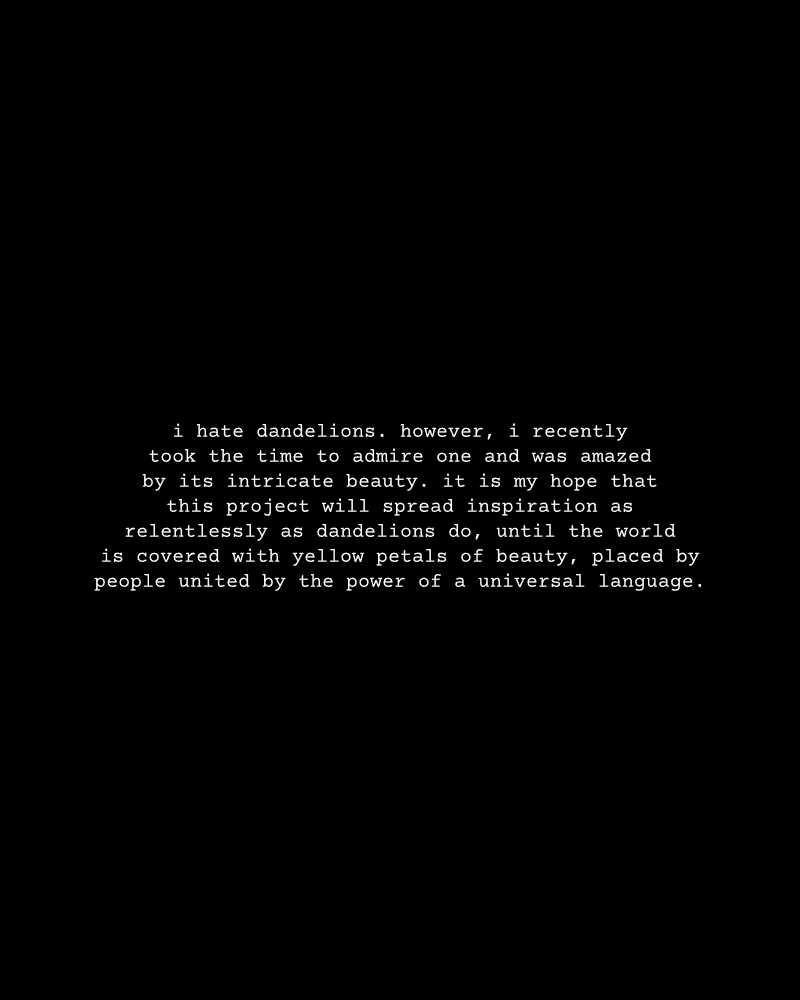 i hate dandelions. however, i recently
took the time to admire one and was amazed
by its intricate beauty. it is my hope that
this project will spread inspiration as
relentlessly as dandelions do, until the world
is covered with yellow petals of beauty, placed by
people united by the power of a universal language.